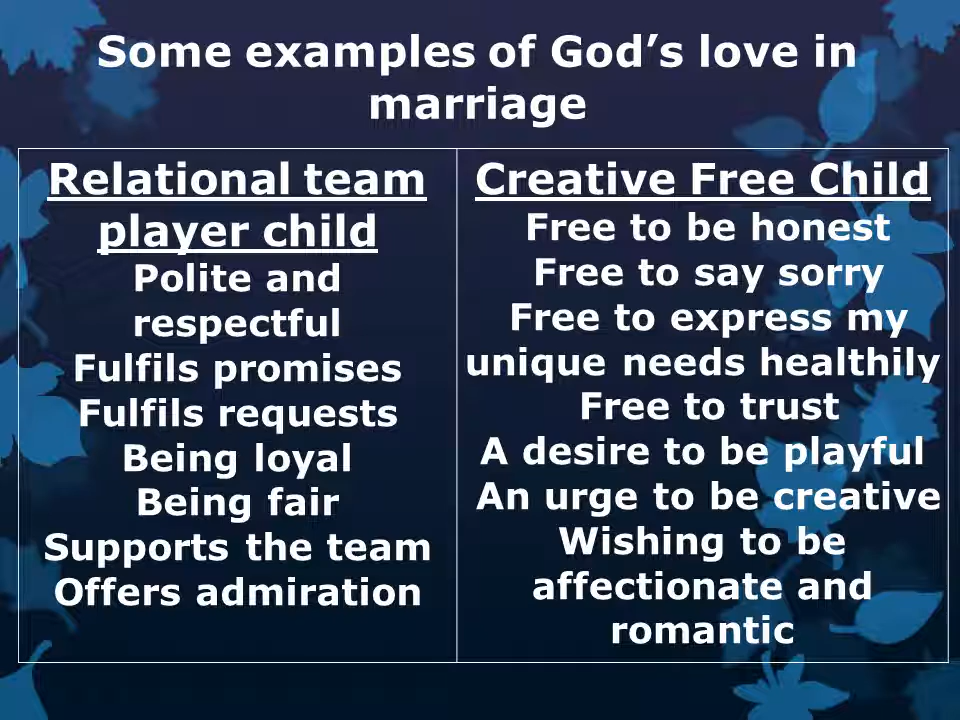 Some examples of God’s love in
marriage
Relational team
player child
Polite and
respectful
Fulfils promises
Fulfils requests
Being loyal
Being fair
Supports the team
Offers admiration
Creative Free Child
Free to be honest
Free to say sorry
Free to express my
unique needs healthily
Free to trust
A desire to be playful
An urge to be creative
Wishing to be
affectionate and
romantic